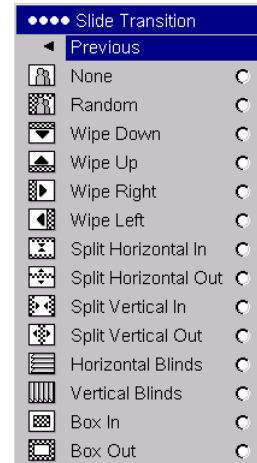 Slide Transition
Previous
None
Random
Wipe Down
Wipe Up
Wipe Right
Wipe Left
Split Horizontal In
Split Horizontal Out
Split Vertical In
Split Vertical Out
Horizontal Blinds
Vertical Blinds
Box In
Box Out